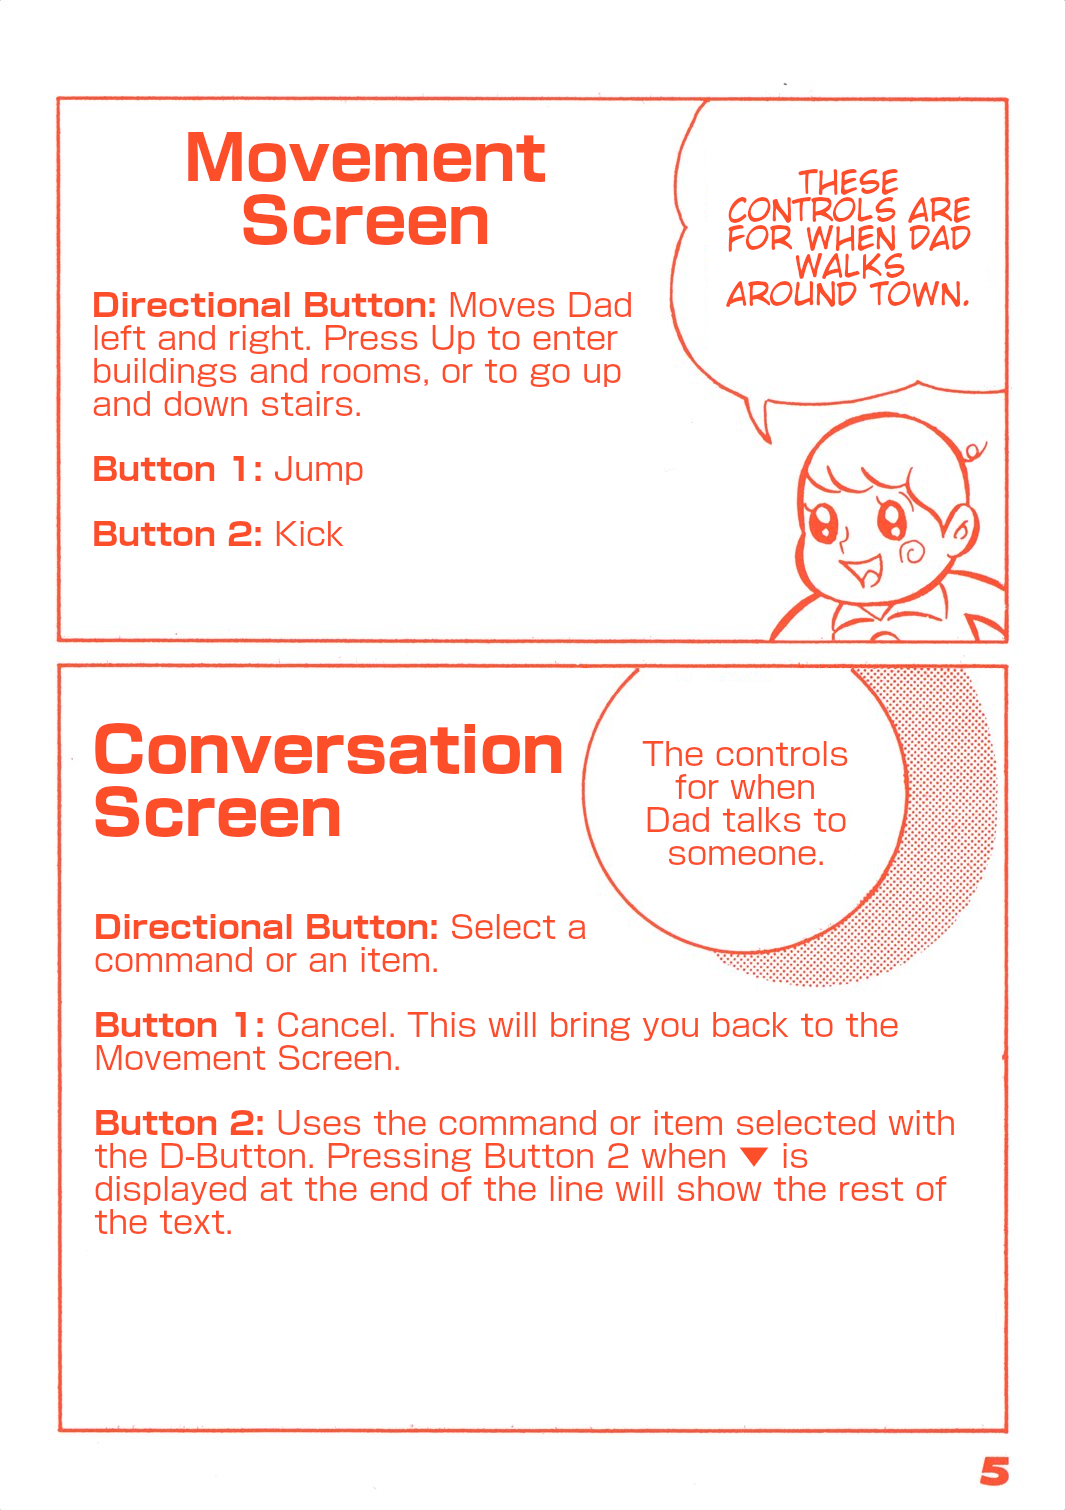 Movement
Screen
THESE
CONTROLS ARE
FOR WHEN DAD
WALKS
AROUND TOWN.
Directional Button: Moves Dad
left and right. Press Up to enter
buildings and rooms, or to go up
and down stairs.
Button 1: Jump
Button 2: Kick
Conversation
Screen
The controls
for when
Dad talks to
someone.
Directional Button: Select a
command or an item.
Button 1: Cancel. This will bring you back to the
Movement Screen.
Button 2: Uses the command or item selected with
the D-Button. Pressing Button 2 when ▼ is
displayed at the end of the line will show the rest of
the text.
5